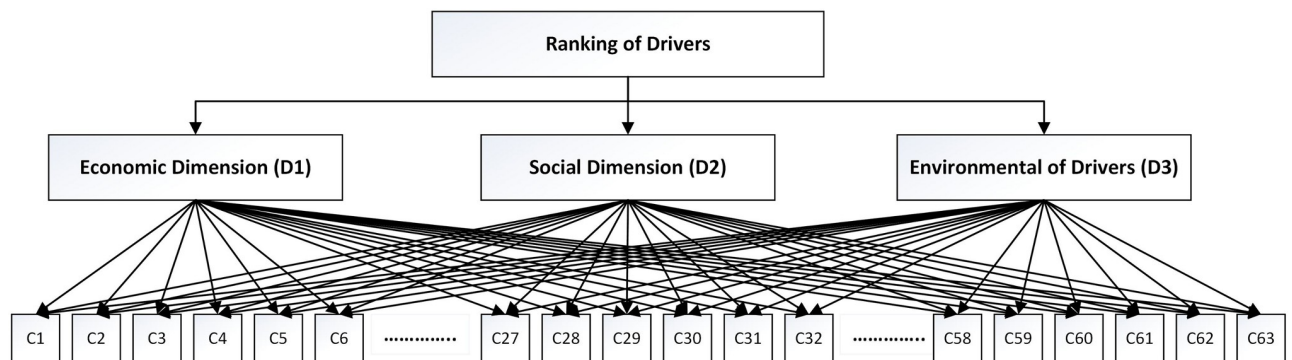 Ranking of Drivers
Economic Dimension (D1) Social Dimension (D2) Environmental of Drivers (D3)
C1 C2 C3 C4 C5 C6 .............. C27 C28 C29 C30 C31 C32 .............. C58 C59 C60 C61 C62 C63